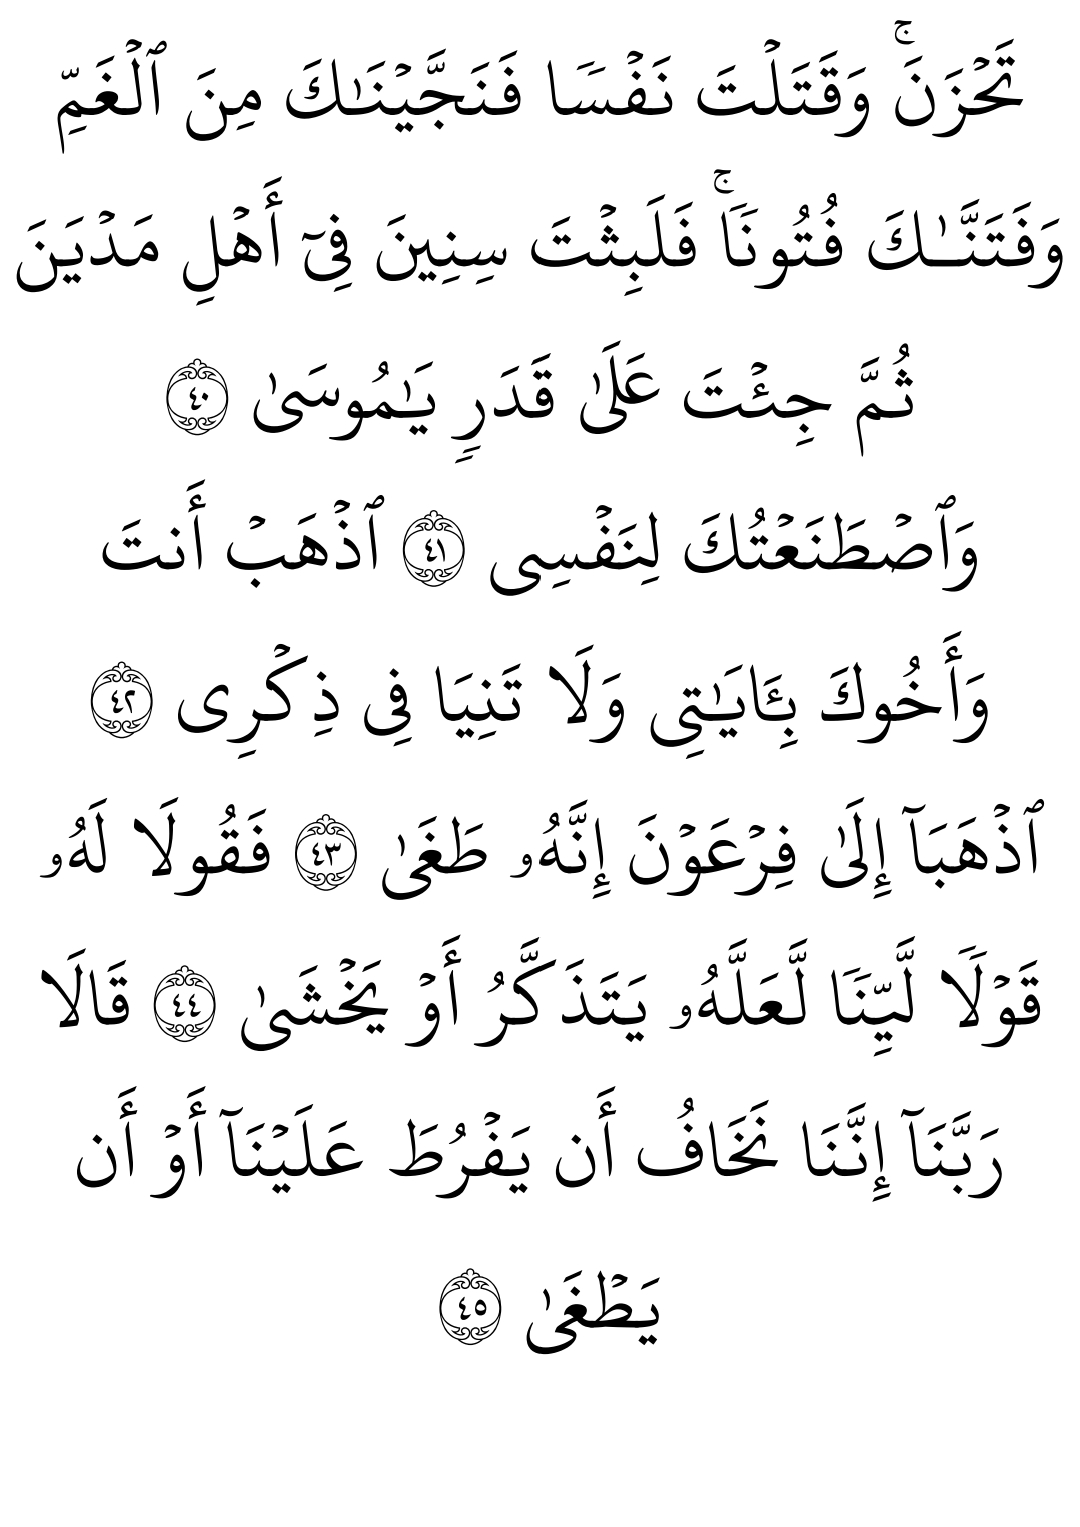 تَحۡزَنَۚ وَقَتَلۡتَ نَفۡسٗا فَنَجَّيۡنَٰكَ مِنَ ٱلۡغَمِّ
وَفَتَنَّٰكَ فُتُونٗاۚ فَلَبِثۡتَ سِنِينَ فِيٓ أَهۡلِ مَدۡيَنَ
ثُمَّ جِئۡتَ عَلَىٰ قَدَرٖ يَٰمُوسَىٰ ٤٠
وَٱصۡطَنَعۡتُكَ لِنَفۡسِي ٤١ ٱذۡهَبۡ أَنتَ
وَأَخُوكَ بِـَٔايَٰتِي وَلَا تَنِيَا فِي ذِكۡرِي ٤٢
ٱذۡهَبَآ إِلَىٰ فِرۡعَوۡنَ إِنَّهُۥ طَغَىٰ ٤٣ فَقُولَا لَهُۥ
قَوۡلٗا لَّيِّنٗا لَّعَلَّهُۥ يَتَذَكَّرُ أَوۡ يَخۡشَىٰ ٤٤ قَالَا
رَبَّنَآ إِنَّنَا نَخَافُ أَن يَفۡرُطَ عَلَيۡنَآ أَوۡ أَن
يَطۡغَىٰ ٤٥